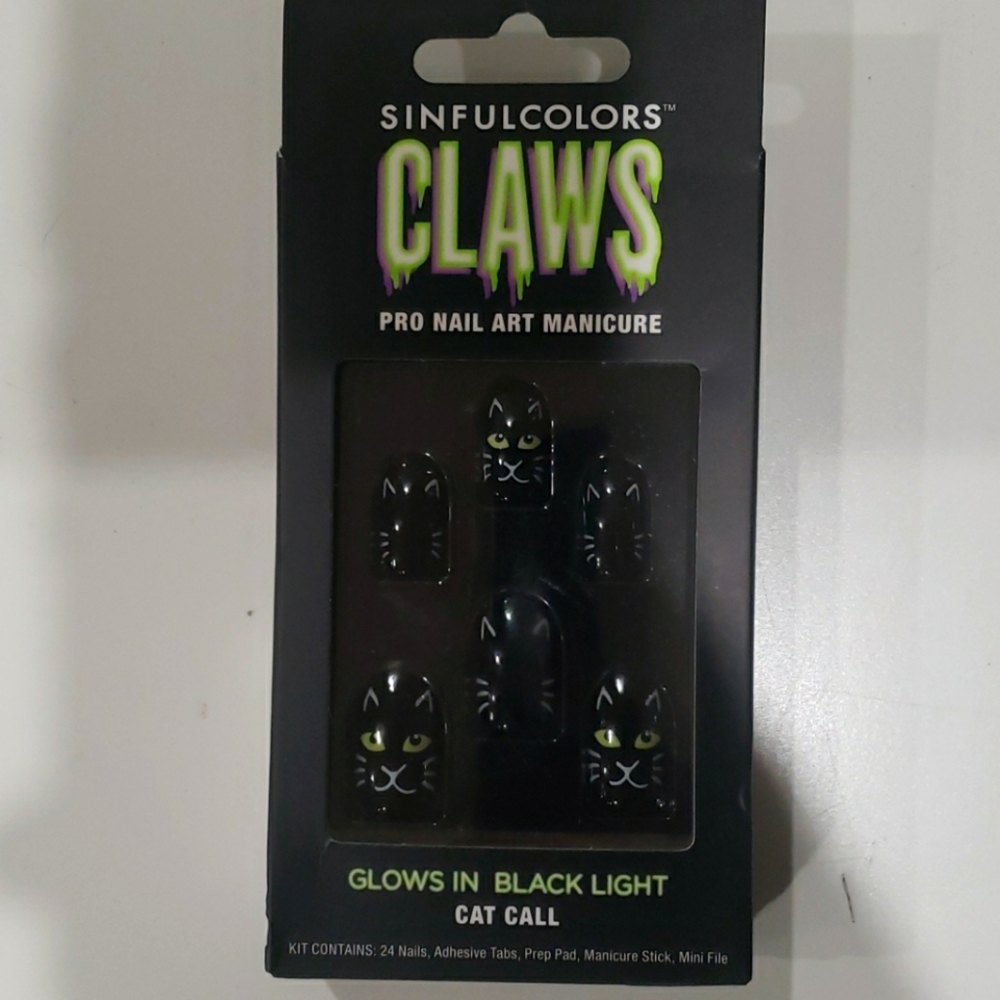 SINFULCOLORS™
CLAWS
PRO NAIL ART MANICURE
GLOWS IN BLACK LIGHT
CAT CALL
KIT CONTAINS: 24 Nails, Adhesive Tabs, Prep Pad, Manicure Stick, Mini File